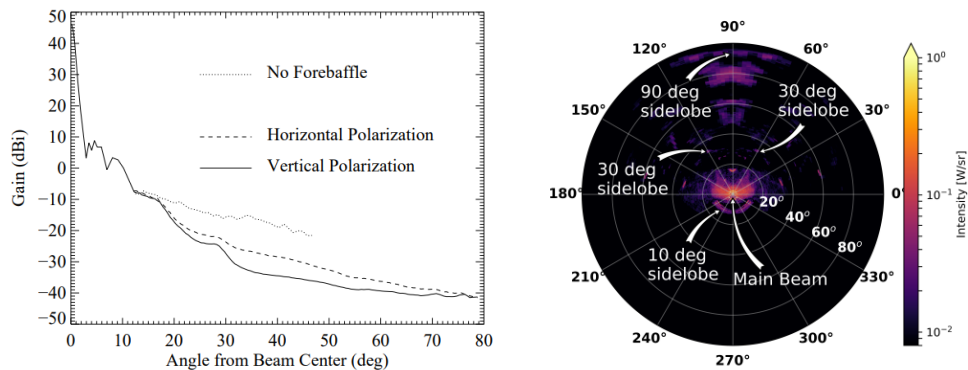 50
40
30
20
10
0
−10
−20
−30
−40
−50
Gain (dBi)
No Forebaffle
Horizontal Polarization
Vertical Polarization
0 10 20 30 40 50 60 70 80
Angle from Beam Center (deg)
90°
120° 60°
150° 30°
180° 0°
210° 330°
240° 300°
270°
90 deg
sidelobe
30 deg
sidelobe
30 deg
sidelobe
20°
40°
60°
80°
10 deg
sidelobe
Main Beam
10⁰
10⁻¹
10⁻²
Intensity [W/sr]